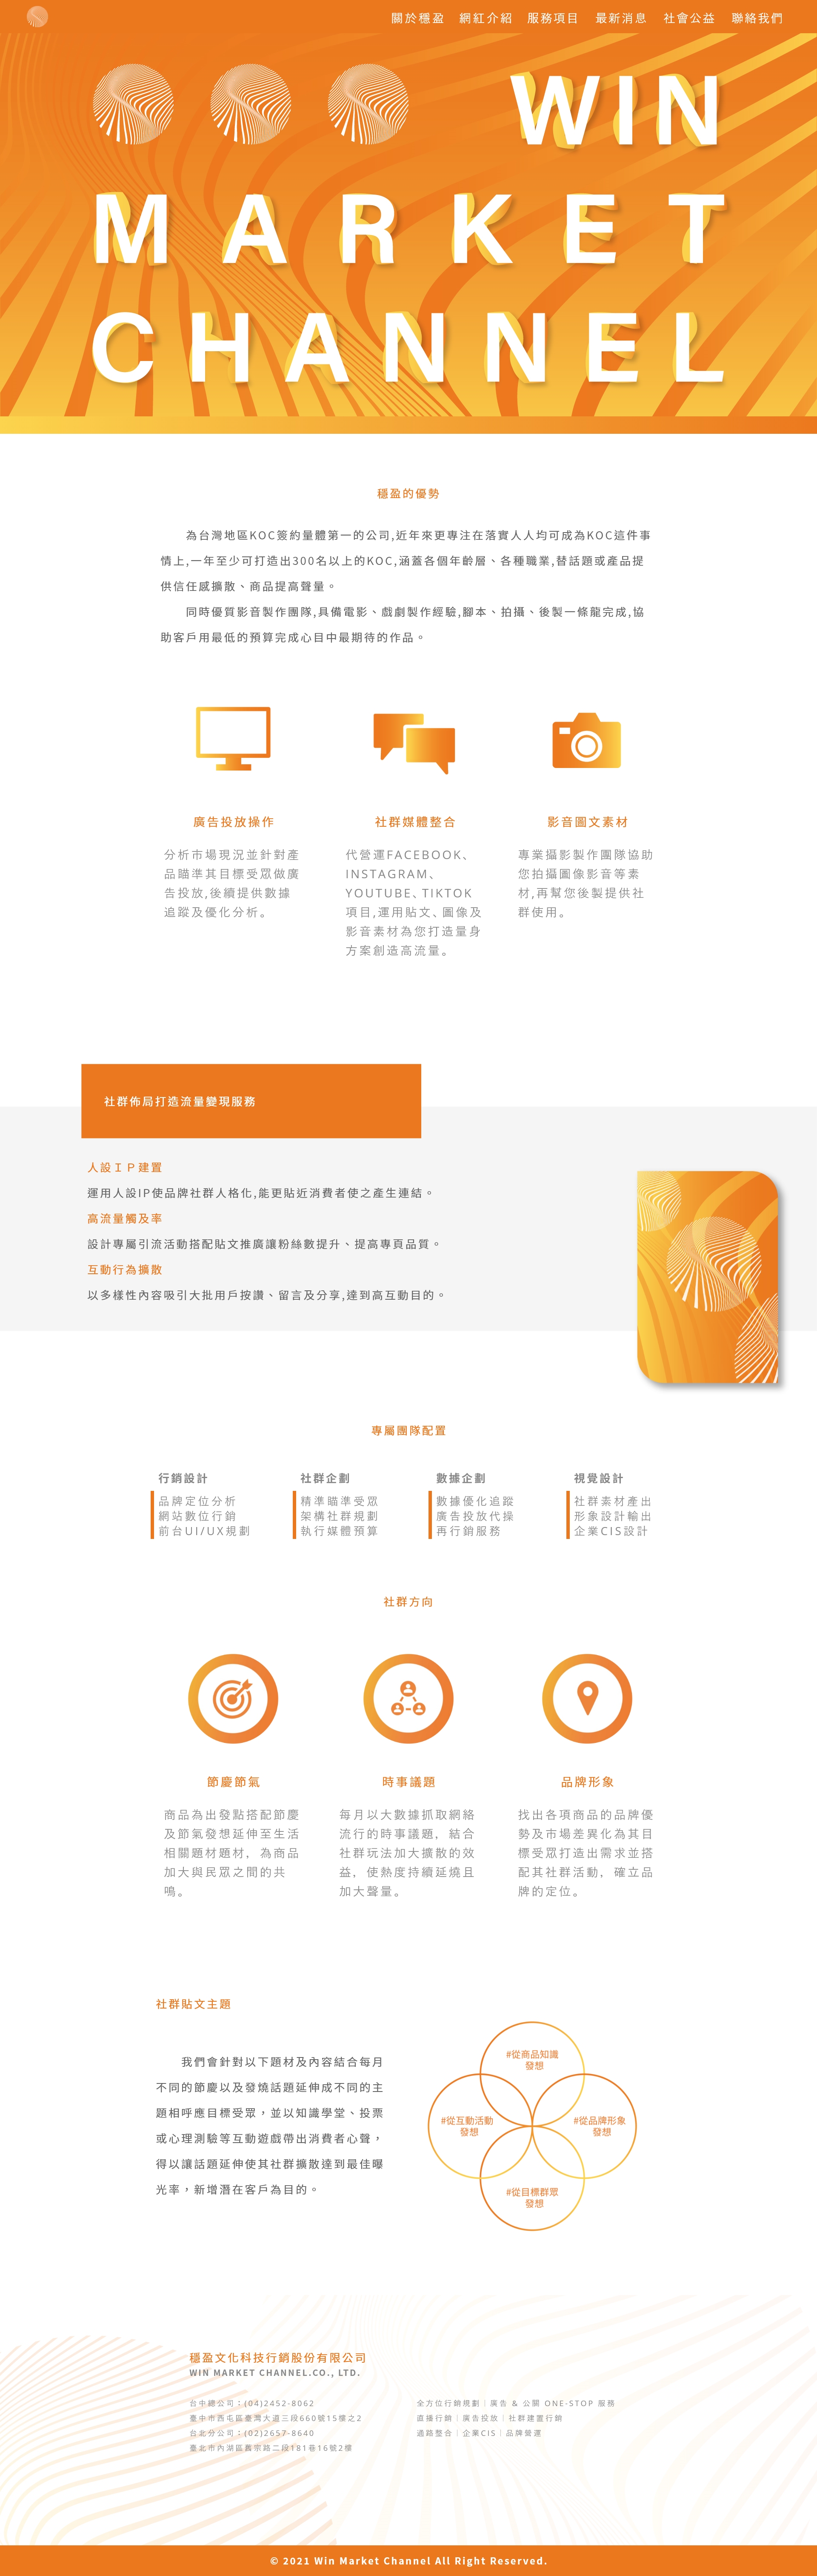 關於穩盈 網紅介紹 服務項目 最新消息 社會公益 聯絡我們
WIN
MARKET
CHANNEL
穩盈的優勢
為台灣地區KOC簽約量體第一的公司,近年來更專注在落實人人均可成為KOC這件事
情上,一年至少可打造出300名以上的KOC,涵蓋各個年齡層、各種職業,替話題或產品提
供信任感擴散、商品提高聲量。
同時優質影音製作團隊,具備電影、戲劇製作經驗,腳本、拍攝、後製一條龍完成,協
助客戶用最低的預算完成心目中最期待的作品。
廣告投放操作
分析市場現況並針對產
品瞄準其目標受眾做廣
告投放,後續提供數據
追蹤及優化分析。
社群媒體整合
代營運FACEBOOK、
INSTAGRAM、
YOUTUBE、TIKTOK
項目,運用貼文、圖像及
影音素材為您打造量身
方案創造高流量。
影音圖文素材
專業攝影製作團隊協助
您拍攝圖像影音等素
材,再幫您後製提供社
群使用。
社群佈局打造流量變現服務
人設ＩＰ建置
運用人設IP使品牌社群人格化,能更貼近消費者使之產生連結。
高流量觸及率
設計專屬引流活動搭配貼文推廣讓粉絲數提升、提高專頁品質。
互動行為擴散
以多樣性內容吸引大批用戶按讚、留言及分享,達到高互動目的。
專屬團隊配置
行銷設計
品牌定位分析
網站數位行銷
前台UI/UX規劃
社群企劃
精準瞄準受眾
架構社群規劃
執行媒體預算
數據企劃
數據優化追蹤
廣告投放代操
再行銷服務
視覺設計
社群素材產出
形象設計輸出
企業CIS設計
社群方向
節慶節氣
商品為出發點搭配節慶
及節氣發想延伸至生活
相關題材題材，為商品
加大與民眾之間的共
鳴。
時事議題
每月以大數據抓取網絡
流行的時事議題，結合
社群玩法加大擴散的效
益，使熱度持續延燒且
加大聲量。
品牌形象
找出各項商品的品牌優
勢及市場差異化為其目
標受眾打造出需求並搭
配其社群活動，確立品
牌的定位。
社群貼文主題
我們會針對以下題材及內容結合每月
不同的節慶以及發燒話題延伸成不同的主
題相呼應目標受眾，並以知識學堂、投票
或心理測驗等互動遊戲帶出消費者心聲，
得以讓話題延伸使其社群擴散達到最佳曝
光率，新增潛在客戶為目的。
#從商品知識
發想
#從互動活動
發想
#從品牌形象
發想
#從目標群眾
發想
穩盈文化科技行銷股份有限公司
WIN MARKET CHANNEL.CO., LTD.
台中總公司：(04)2452-8062
臺中市西屯區臺灣大道三段660號15樓之2
台北分公司：(02)2657-8640
臺北市內湖區舊宗路二段181巷16號2樓
全方位行銷規劃｜廣告 & 公關 ONE-STOP 服務
直播行銷｜廣告投放｜社群建置行銷
通路整合｜企業CIS｜品牌營運
© 2021 Win Market Channel All Right Reserved.